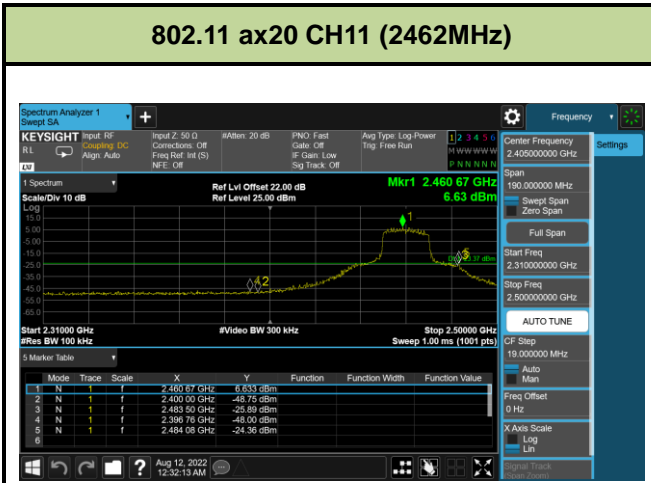 802.11 ax20 CH11 (2462MHz)
Spectrum Analyzer 1
Swept SA
+
Frequency
KEYSIGHT
RL
LXI
Input: RF
Coupling: DC
Align: Auto
Input Z: 50 Ω
Corrections: Off
Freq Ref: Int (S)
NFE: Off
#Atten: 20 dB
PNO: Fast
Gate: Off
IF Gain: Low
Sig Track: Off
Avg Type: Log-Power
Trig: Free Run
1 2 3 4 5 6
M W W W W W
P N N N N N
1 Spectrum
Scale/Div 10 dB
Ref Lvl Offset 22.00 dB
Ref Level 25.00 dBm
Mkr1 2.460 67 GHz
6.63 dBm
Log
15.0
5.00
-5.00
-15.0
-25.0
-35.0
-45.0
-55.0
-65.0
1
2
Start 2.31000 GHz
#Video BW 300 kHz
Stop 2.50000 GHz
#Res BW 100 kHz
Sweep 1.00 ms (1001 pts)
5 Marker Table
Mode Trace Scale X Y Function Function Width Function Value
1 N 1 f 2.460 67 GHz 6.633 dBm
2 N 1 f 2.400 00 GHz -48.75 dBm
3 N 1 f 2.483 50 GHz -25.89 dBm
4 N 1 f 2.396 76 GHz -48.00 dBm
5 N 1 f 2.484 08 GHz -24.36 dBm
6
Aug 12, 2022
12:32:13 AM
Center Frequency
2.405000000 GHz
Settings
Span
190.000000 MHz
Swept Span
Zero Span
Full Span
Start Freq
2.310000000 GHz
Stop Freq
2.500000000 GHz
AUTO TUNE
CF Step
19.000000 MHz
Auto
Man
Freq Offset
0 Hz
X Axis Scale
Log
Lin
Signal Track
(Span Zoom)